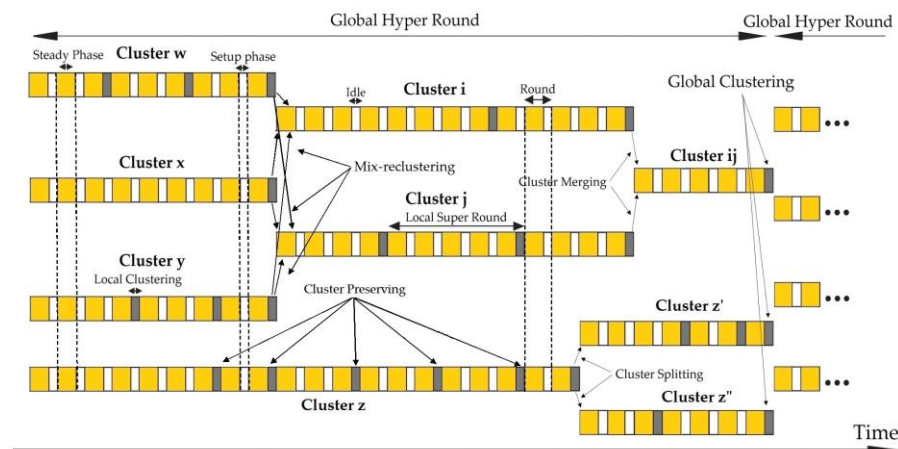 Global Hyper Round
Global Hyper Round
Steady Phase
Cluster w
Setup phase
Cluster i
Idle
Round
Global Clustering
Cluster x
Mix-reclustering
Cluster Merging
Cluster ij
Cluster j
Local Super Round
Cluster y
Local Clustering
Cluster Preserving
Cluster z'
Cluster Splitting
Cluster z
Cluster z"
Time